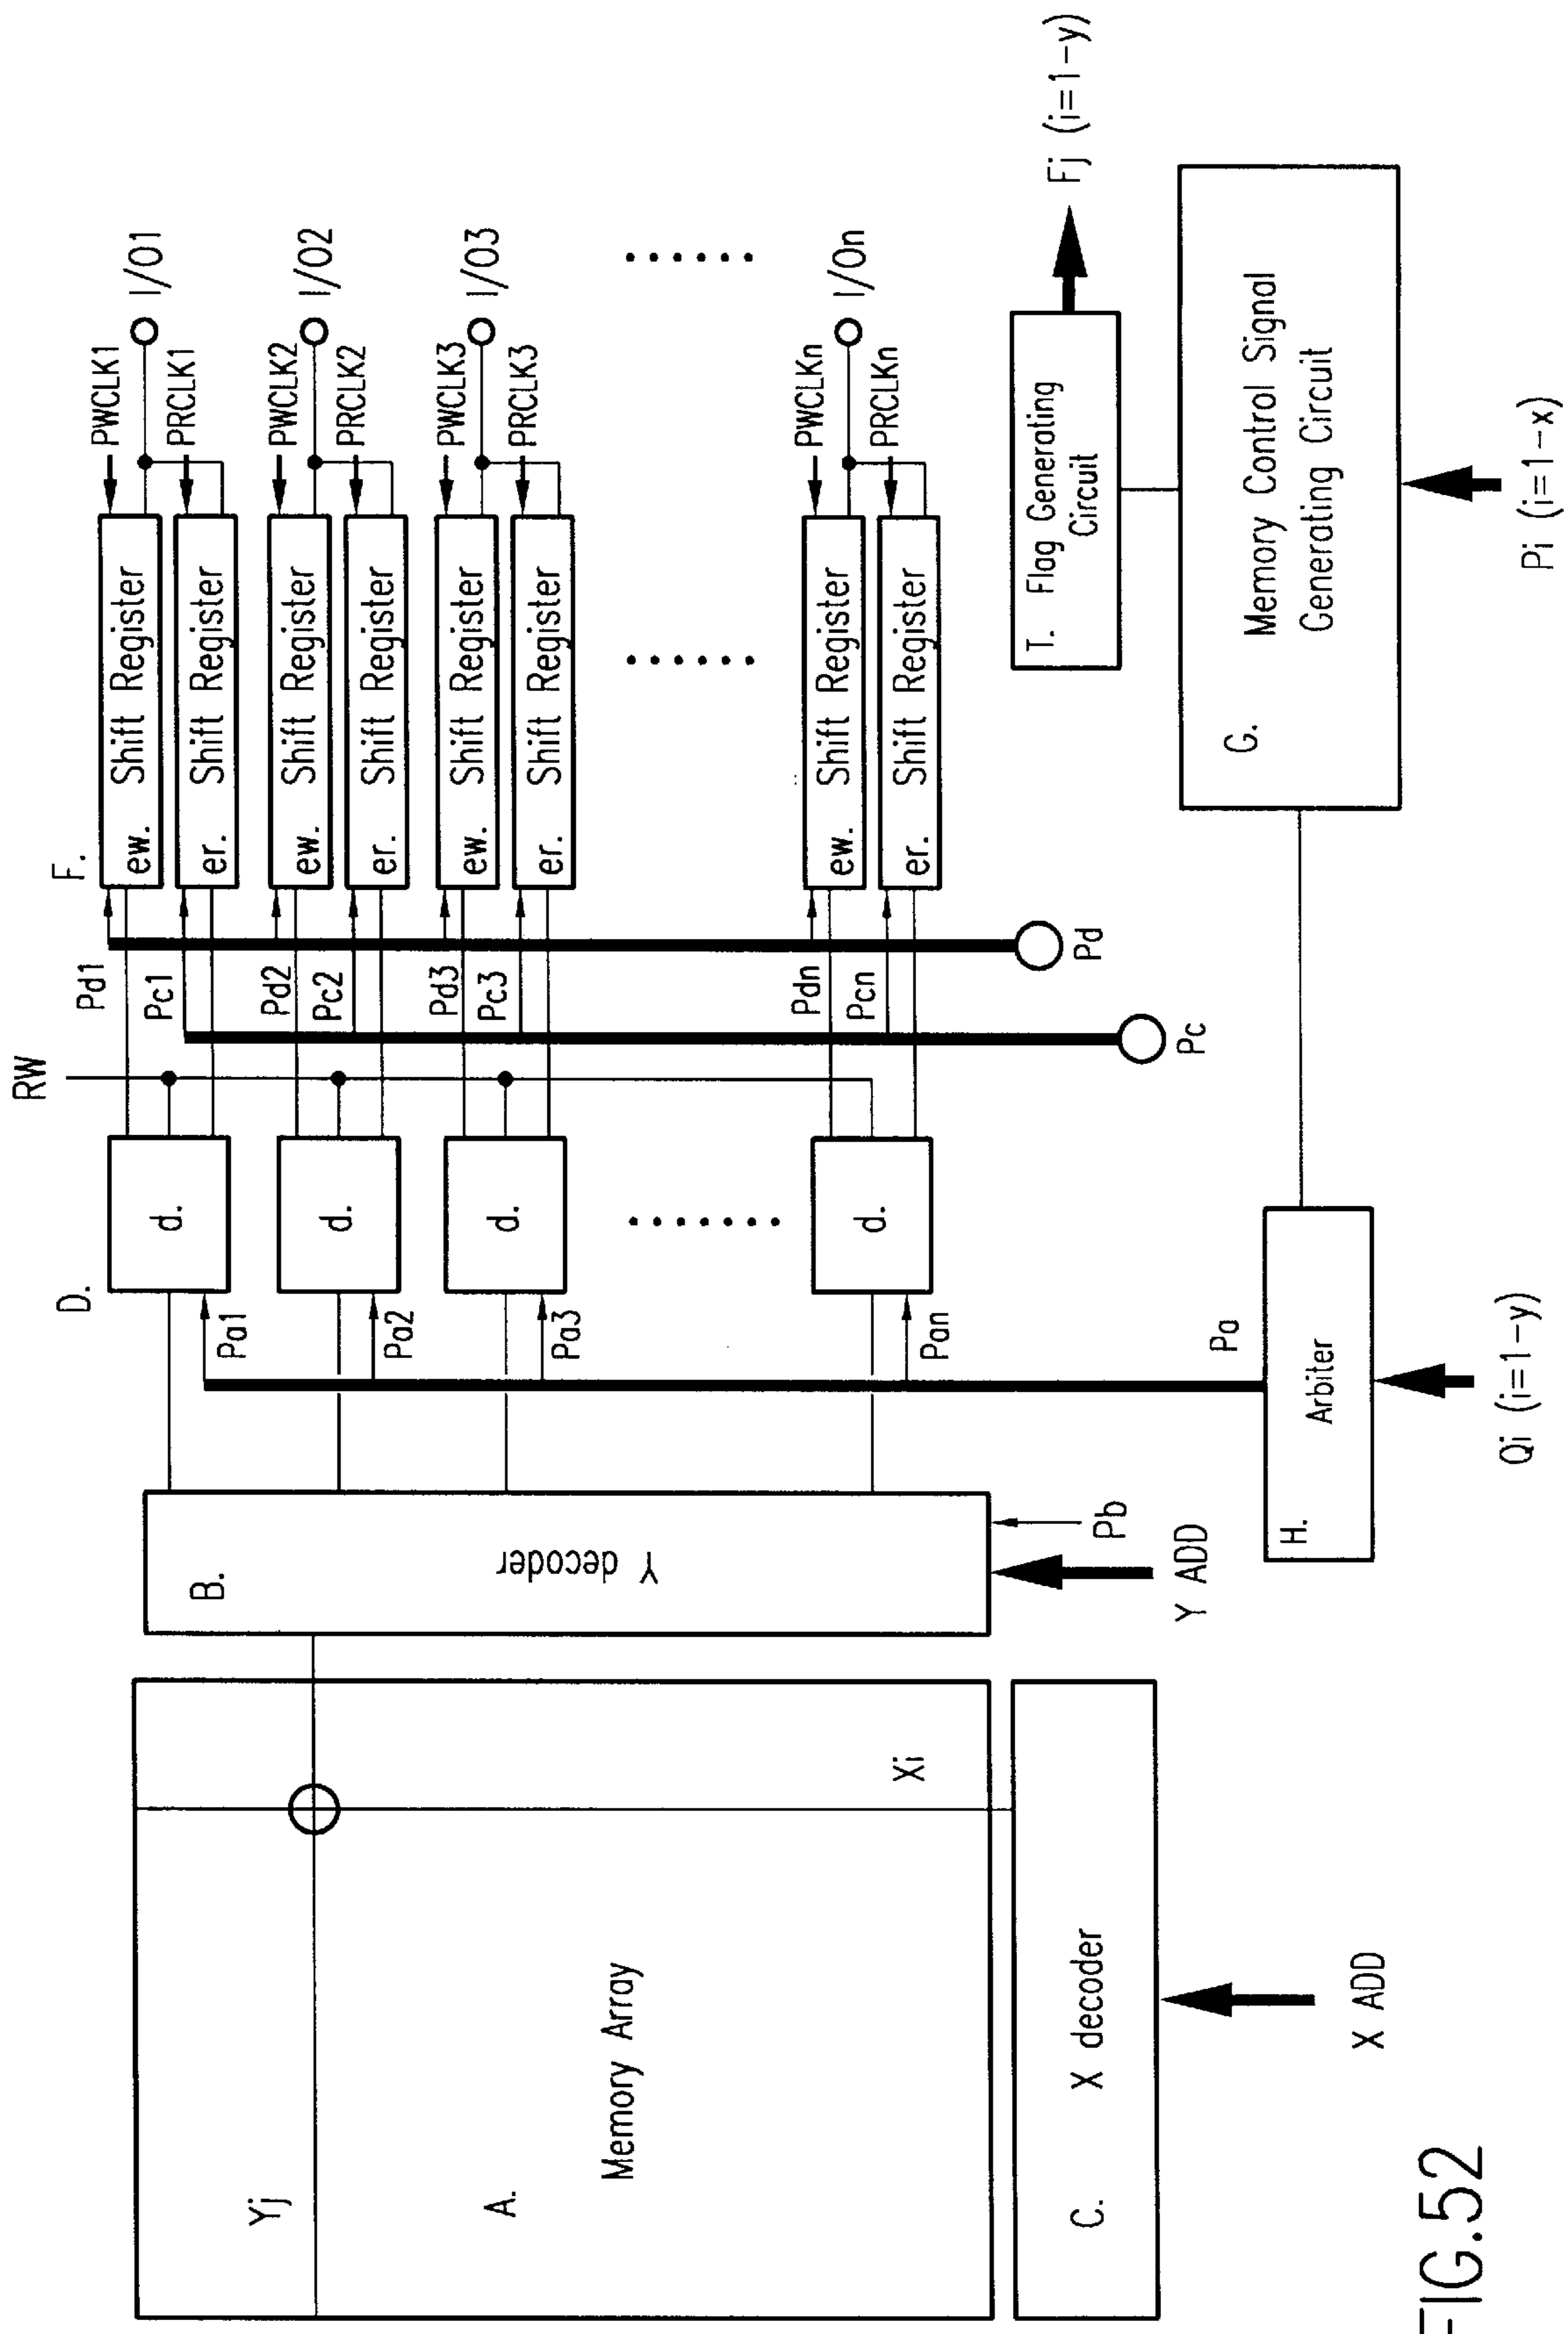 RW
F.
D.
Pd1
Pc1
Pd2
Pc2
Pd3
Pc3
Pdn
Pcn
ew. Shift Register
er. Shift Register
ew. Shift Register
er. Shift Register
ew. Shift Register
er. Shift Register
ew. Shift Register
er. Shift Register
PWCLK1
PRCLK1
PWCLK2
PRCLK2
PWCLK3
PRCLK3
PWCLKn
PRCLKn
I/O1
I/O2
I/O3
I/On
d.
d.
d.
d.
Pa1
Pa2
Pa3
Pan
Pd
Pc
Pa
B.
Y decoder
Pb
Y ADD
Yj
Xi
A.
Memory Array
C. X decoder
X ADD
H. Arbiter
Qi (i=1-y)
T. Flag Generating
Circuit
Fj (i=1-y)
G. Memory Control Signal
Generating Circuit
Pi (i=1-x)
FIG.52